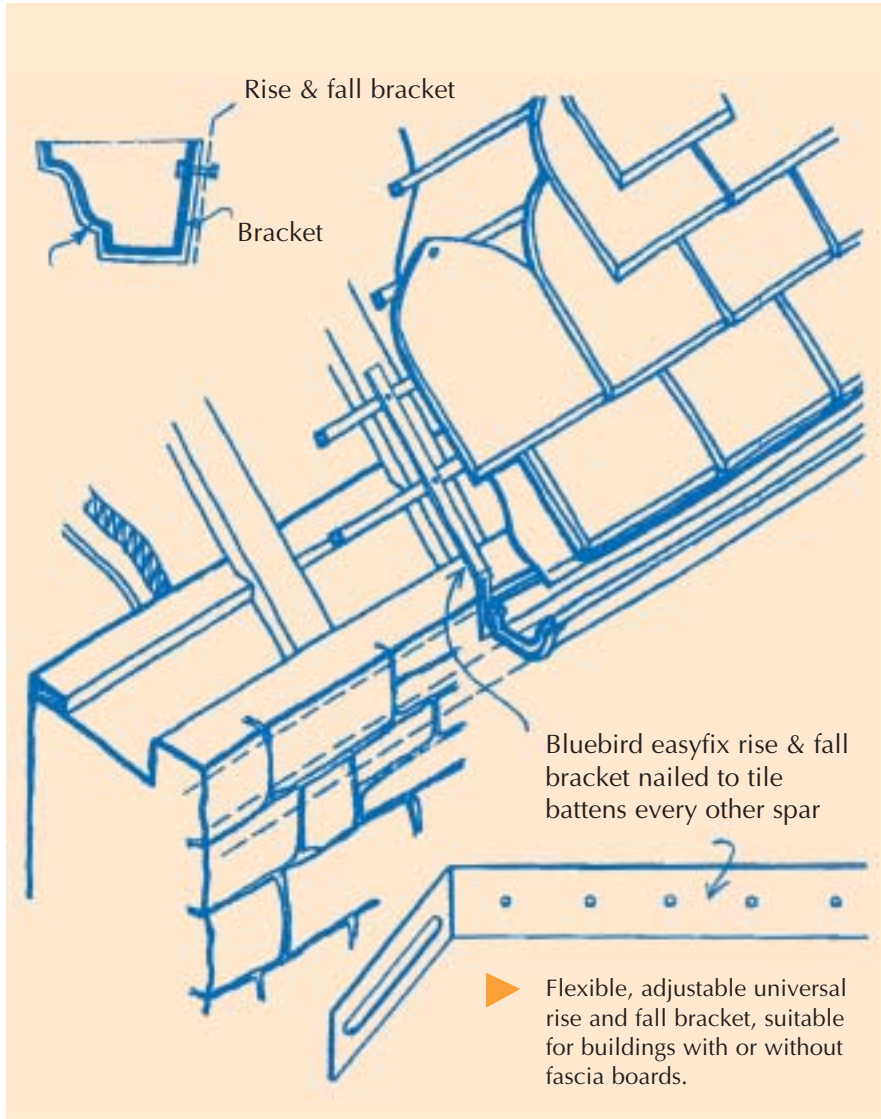 Rise & fall bracket
Bracket
Bluebird easyfix rise & fall
bracket nailed to tile
battens every other spar
Flexible, adjustable universal
rise and fall bracket, suitable
for buildings with or without
fascia boards.